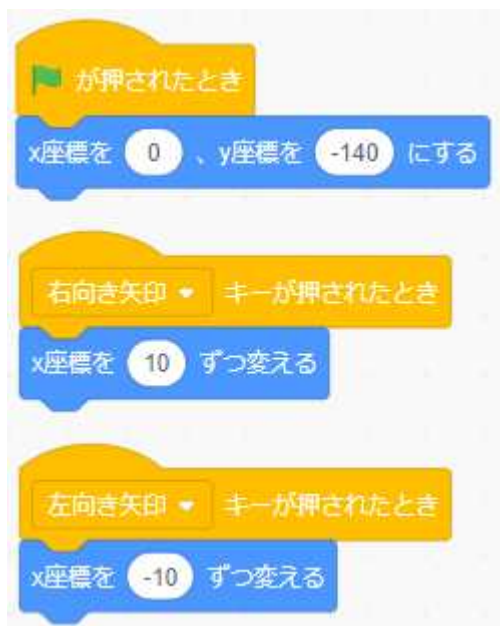 が押されたとき
x座標を 0 、y座標を -140 にする
右向き矢印 キーが押されたとき
x座標を 10 ずつ変える
左向き矢印 キーが押されたとき
x座標を -10 ずつ変える